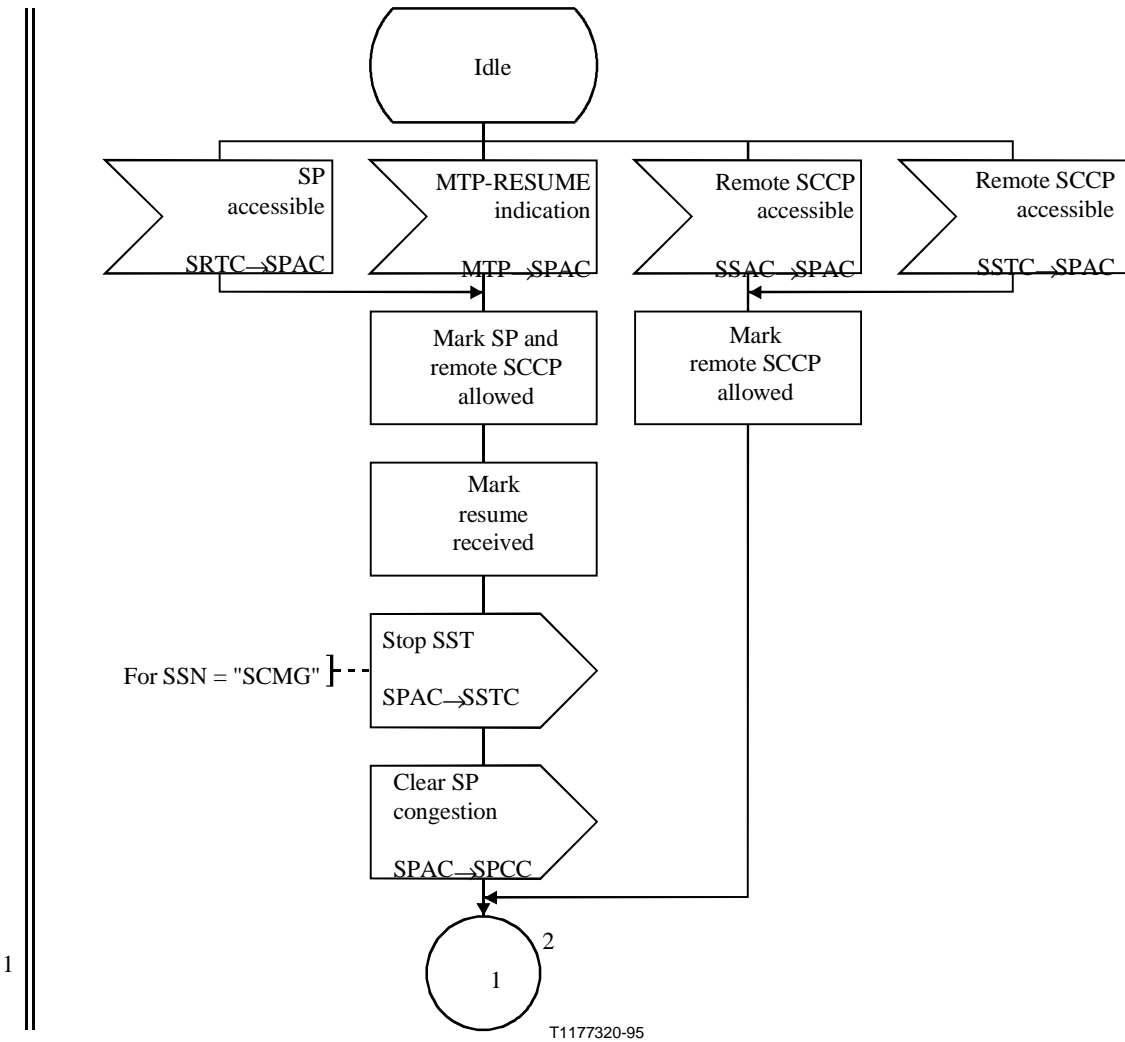 Idle
SP
accessible
SRTC→SPAC
MTP-RESUME
indication
MTP→SPAC
Remote SCCP
accessible
SSAC→SPAC
Remote SCCP
accessible
SSTC→SPAC
Mark SP and
remote SCCP
allowed
Mark
remote SCCP
allowed
Mark
resume
received
Stop SST
SPAC→SSTC
For SSN = "SCMG"
Clear SP
congestion
SPAC→SPCC
2
1
1
T1177320-95